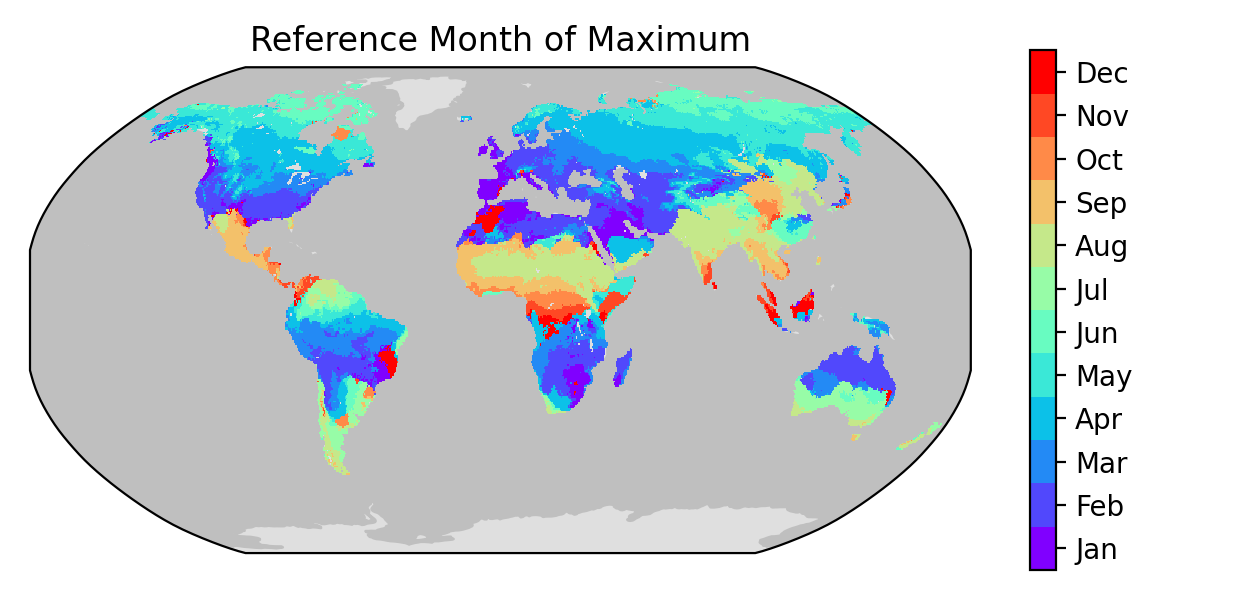 Reference Month of Maximum
Dec
Nov
Oct
Sep
Aug
Jul
Jun
May
Apr
Mar
Feb
Jan